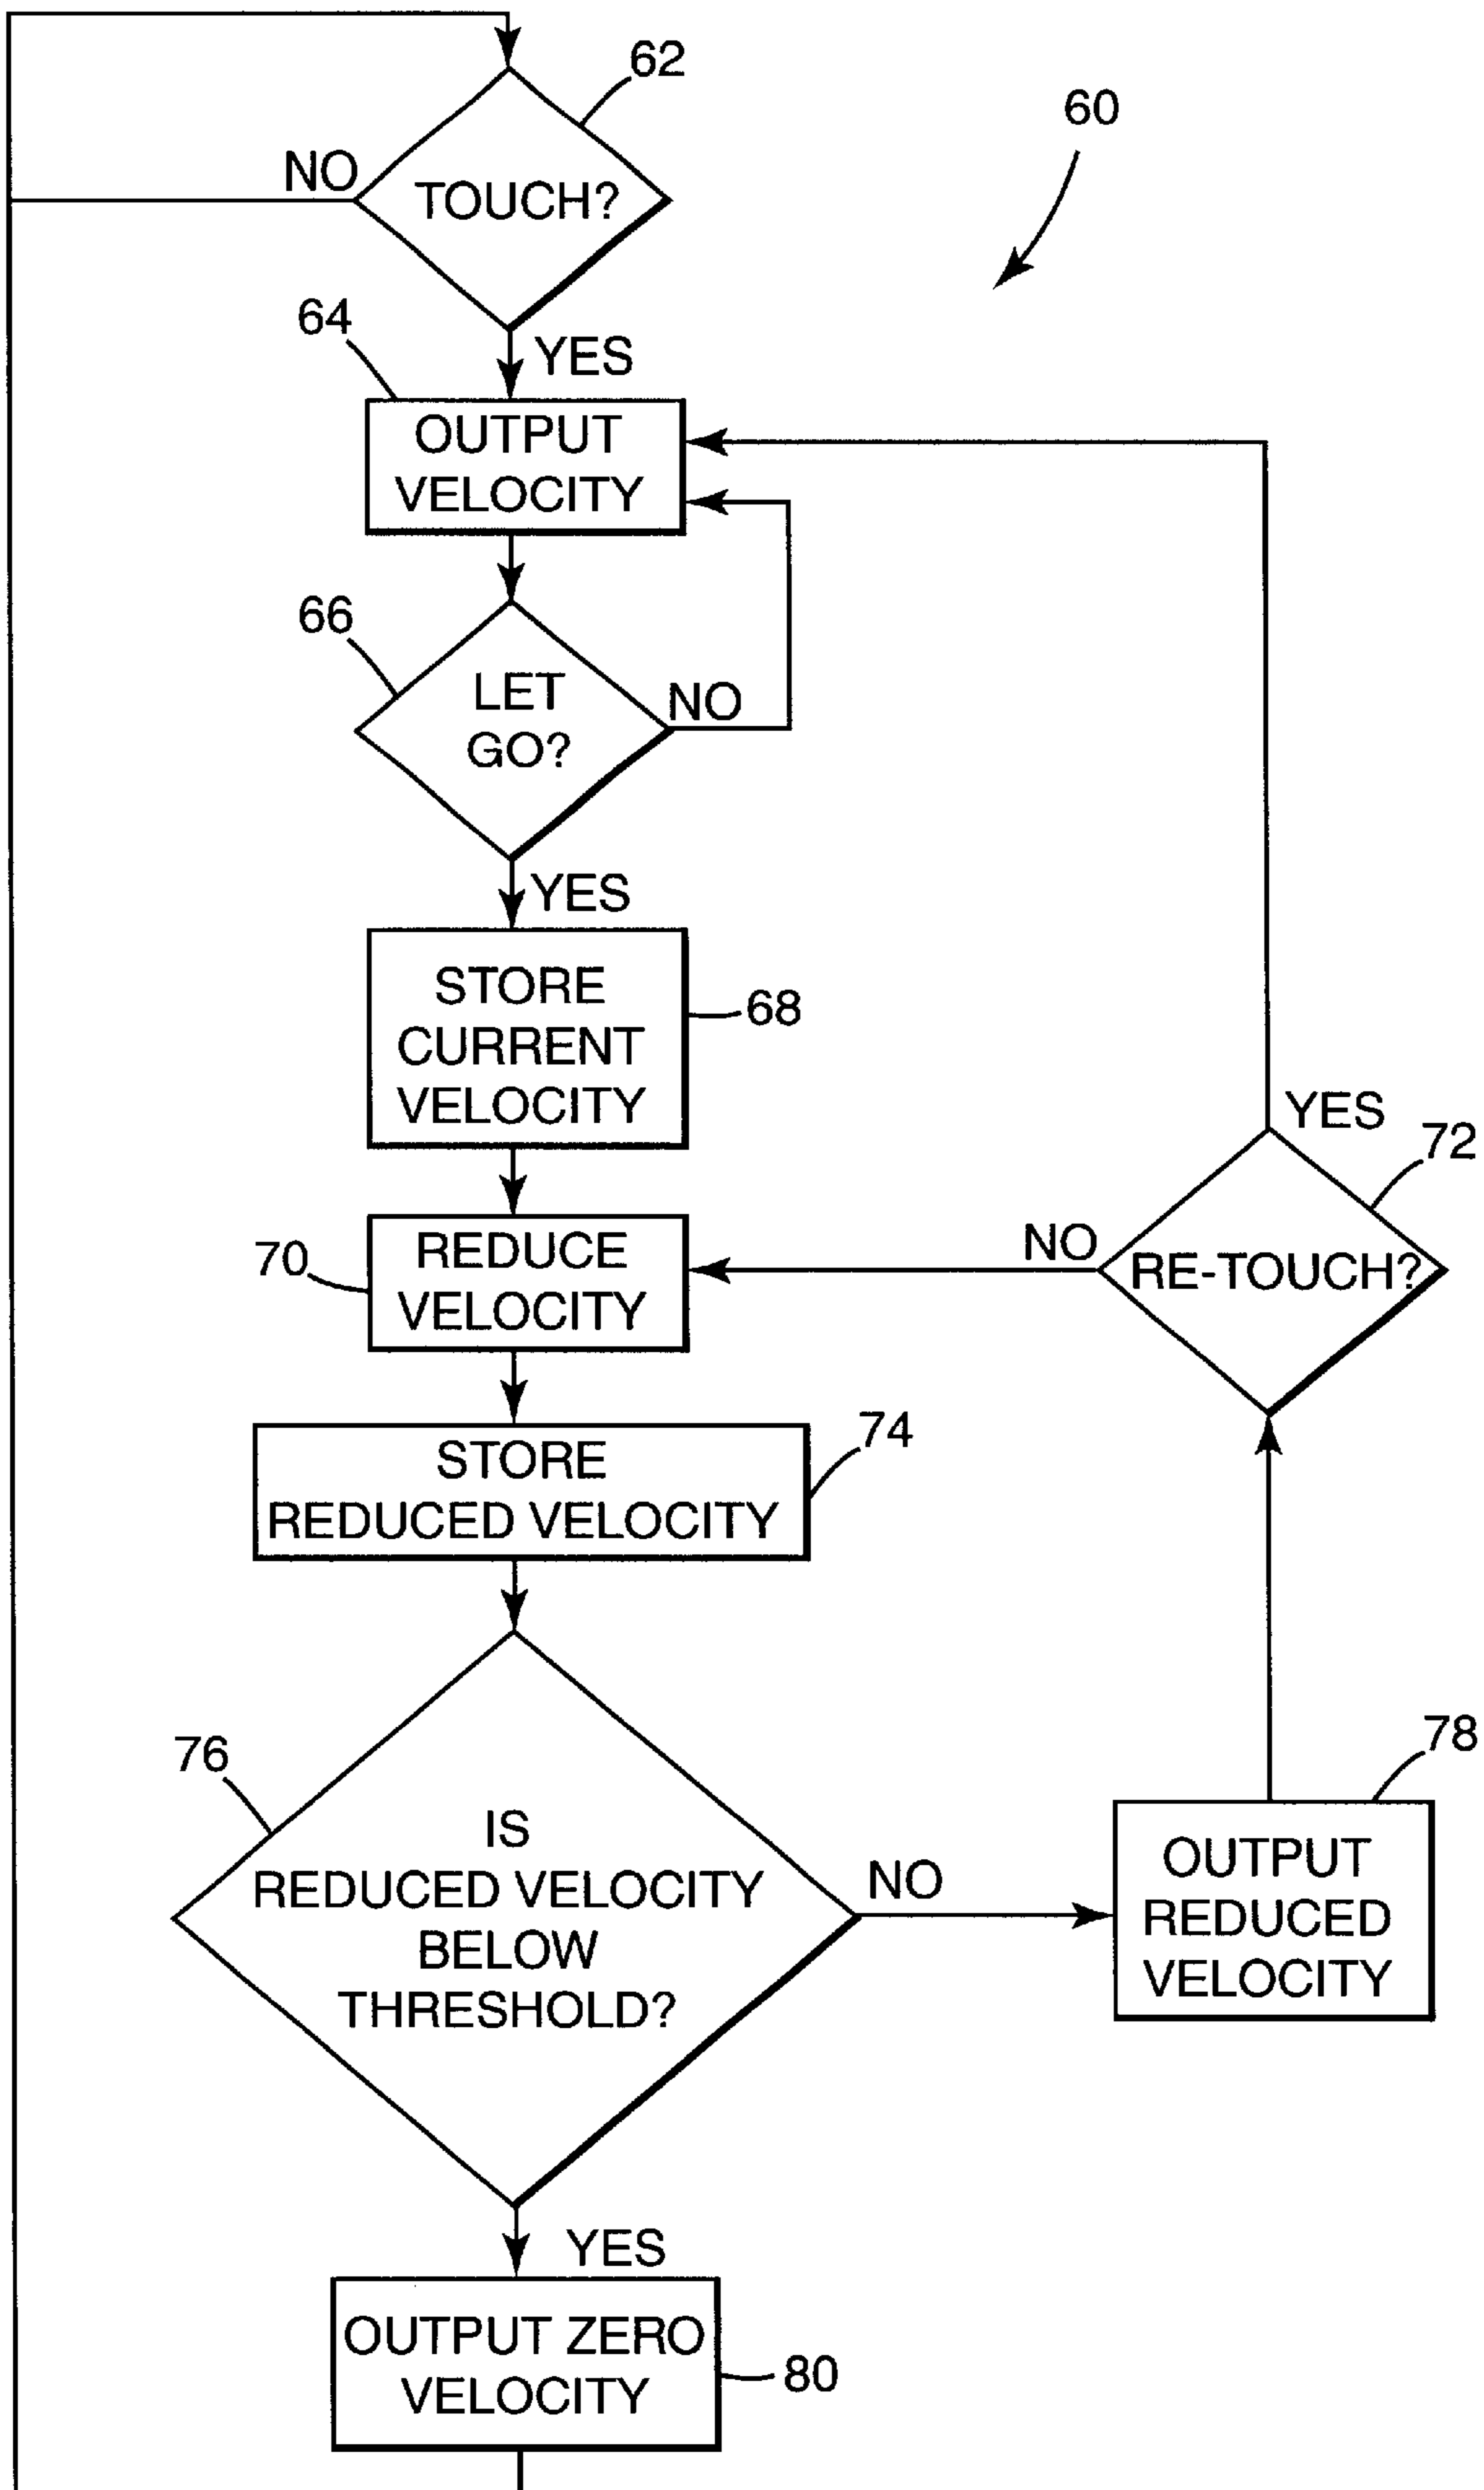 62
60
NO
TOUCH?
64
YES
OUTPUT
VELOCITY
66
LET
GO?
NO
YES
STORE
CURRENT
VELOCITY
68
YES
72
70
REDUCE
VELOCITY
NO
RE-TOUCH?
74
STORE
REDUCED VELOCITY
76
78
IS
REDUCED VELOCITY
BELOW
THRESHOLD?
NO
OUTPUT
REDUCED
VELOCITY
YES
OUTPUT ZERO
VELOCITY
80